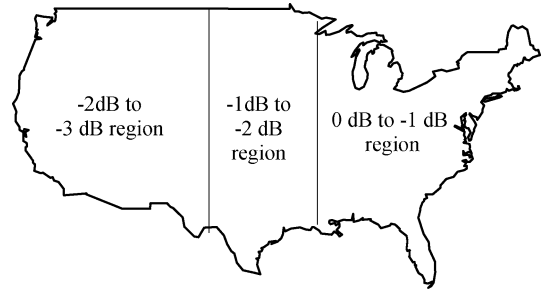 -2dB to
-3 dB region
-1dB to
-2 dB
region
0 dB to -1 dB
region